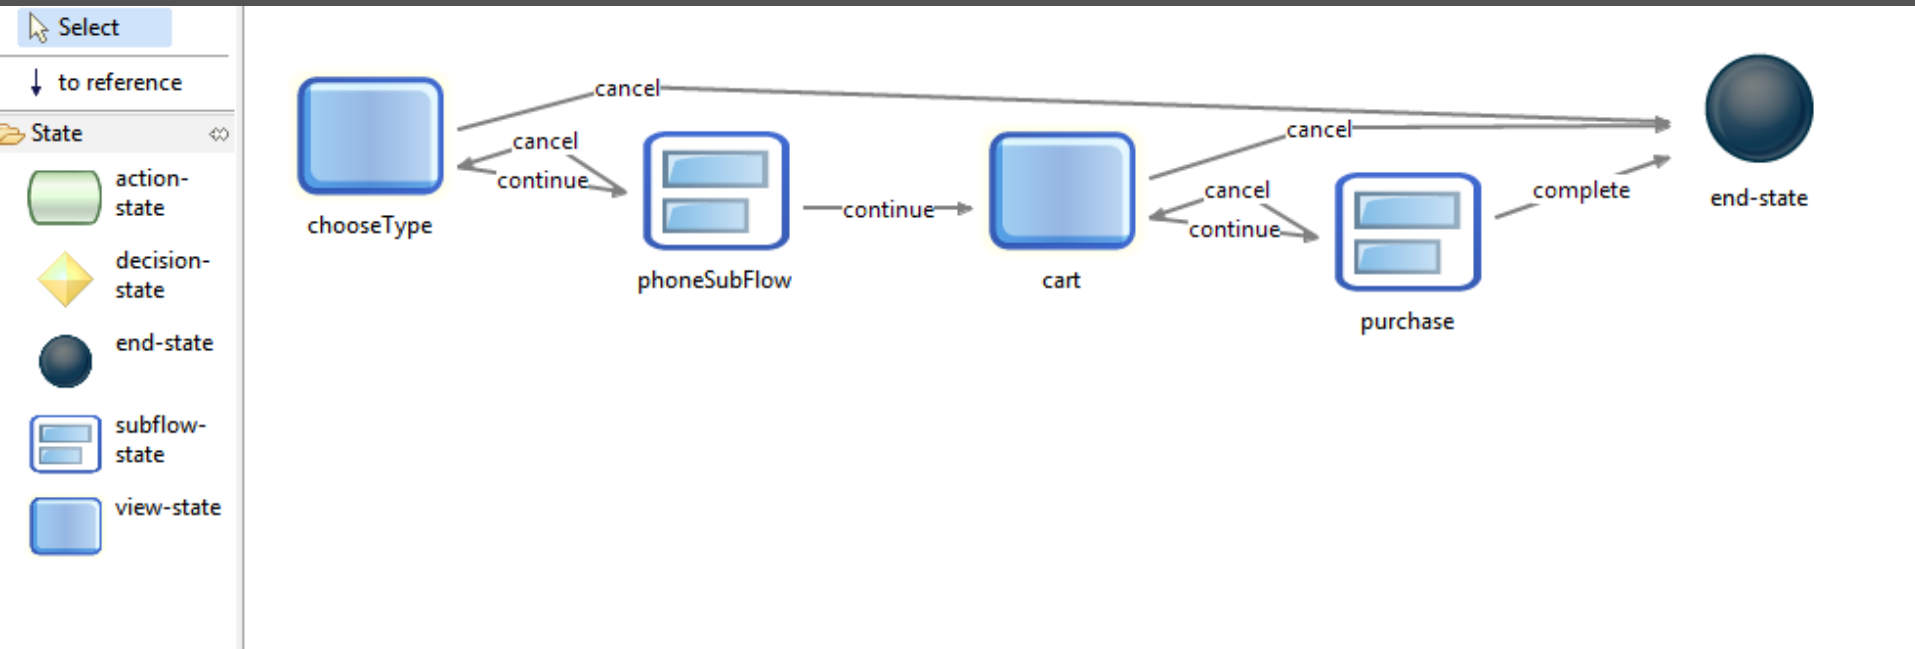 Select
to reference
State
action-
state
decision-
state
end-state
subflow-
state
view-state
cancel
cancel
continue
chooseType
phoneSubFlow
continue
cancel
cancel
continue
cart
complete
purchase
end-state